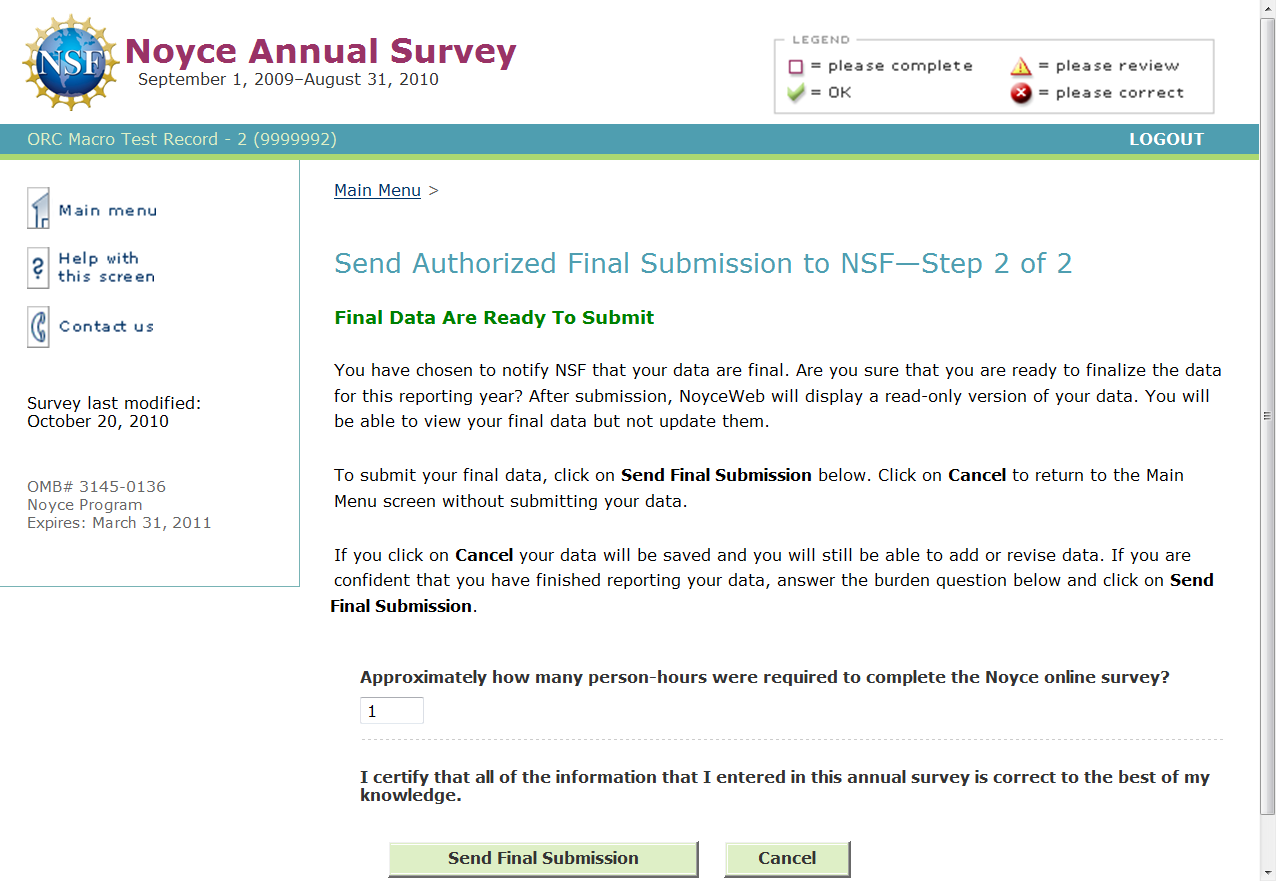 NSF
Noyce Annual Survey
September 1, 2009–August 31, 2010
LEGEND
= please complete
= please review
= OK
= please correct
ORC Macro Test Record - 2 (9999992)
LOGOUT
Main menu
Help with
this screen
Contact us
Survey last modified:
October 20, 2010
OMB# 3145-0136
Noyce Program
Expires: March 31, 2011
Main Menu >
Send Authorized Final Submission to NSF—Step 2 of 2
Final Data Are Ready To Submit
You have chosen to notify NSF that your data are final. Are you sure that you are ready to finalize the data
for this reporting year? After submission, NoyceWeb will display a read-only version of your data. You will
be able to view your final data but not update them.
To submit your final data, click on Send Final Submission below. Click on Cancel to return to the Main
Menu screen without submitting your data.
If you click on Cancel your data will be saved and you will still be able to add or revise data. If you are
confident that you have finished reporting your data, answer the burden question below and click on Send
Final Submission.
Approximately how many person-hours were required to complete the Noyce online survey?
1
I certify that all of the information that I entered in this annual survey is correct to the best of my
knowledge.
Send Final Submission
Cancel